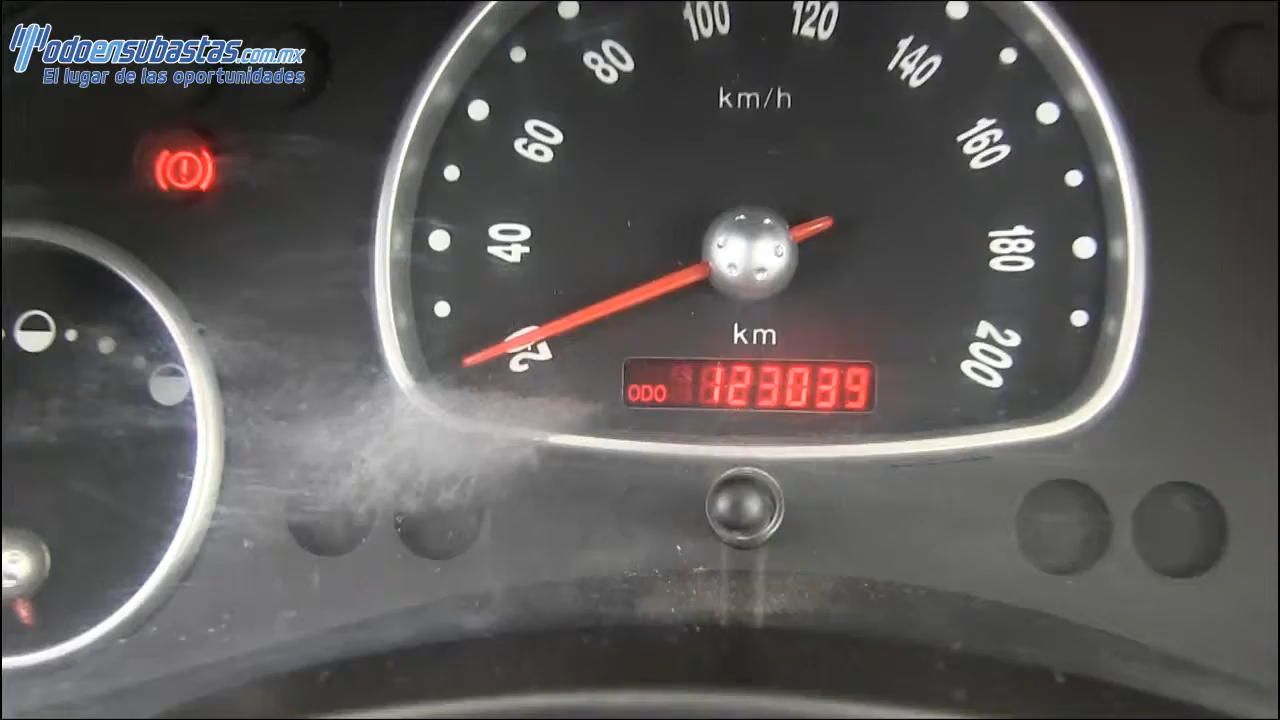 Todoensubastas.com.mx
El lugar de las oportunidades
100
120
80
140
km/h
60
160
40
180
km
20
200
ODO 123039